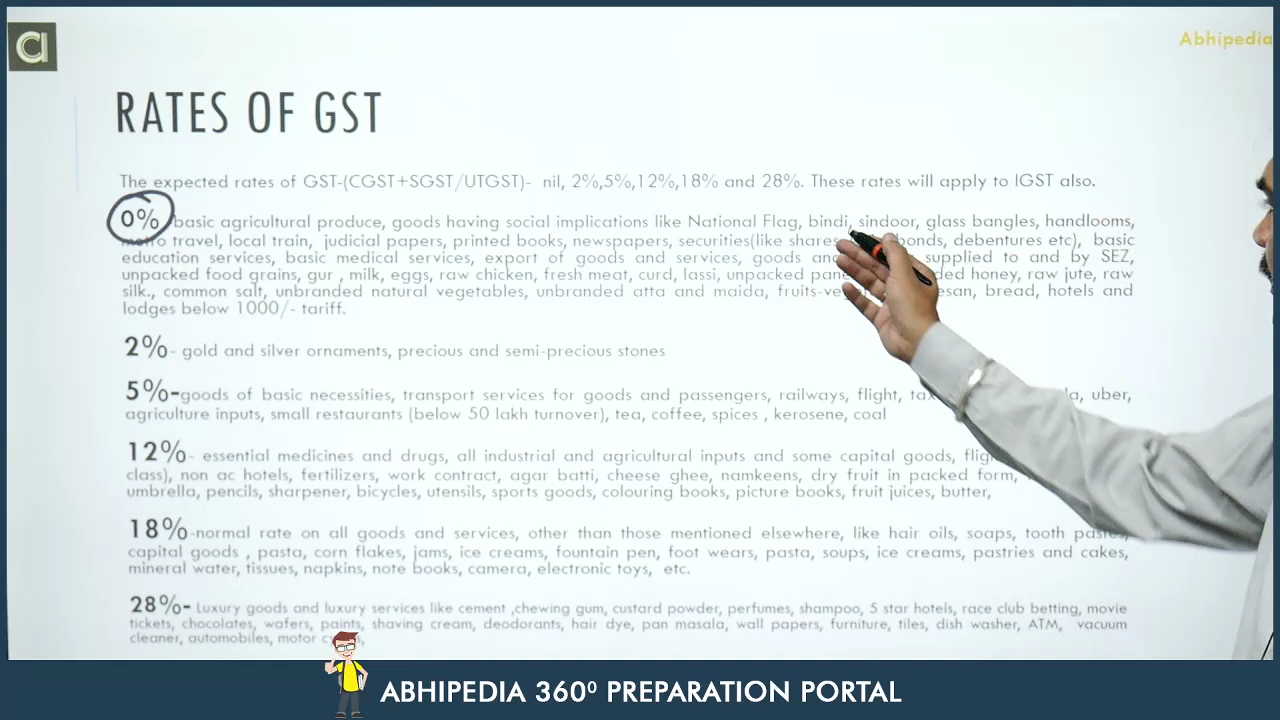 a
Abhipedia
RATES OF GST
The expected rates of GST-(CGST+SGST/UTGST)- nil, 2%,5%,12%,18% and 28%. These rates will apply to IGST also.
0% basic agricultural produce, goods having social implications like National Flag, bindi, sindoor, glass bangles, handlooms,
metro travel, local train, judicial papers, printed books, newspapers, securities(like shares bonds, debentures etc), basic
education services, basic medical services, export of goods and services, goods supplied to and by SEZ,
unpacked food grains, gur , milk, eggs, raw chicken, fresh meat, curd, lassi, unpacked honey, raw jute, raw
silk., common salt, unbranded natural vegetables, unbranded atta and maida, bread, hotels and
lodges below 1000/- tariff.
2%- gold and silver ornaments, precious and semi-precious stones
5%-goods of basic necessities, transport services for goods and passengers, railways, flight, uber,
agriculture inputs, small restaurants (below 50 lakh turnover), tea, coffee, spices , kerosene, coal
12%- essential medicines and drugs, all industrial and agricultural inputs and some capital goods,
class), non ac hotels, fertilizers, work contract, agar batti, cheese ghee, namkeens, dry fruit in packed form,
umbrella, pencils, sharpener, bicycles, utensils, sports goods, colouring books, picture books, fruit juices, butter,
18%-normal rate on all goods and services, other than those mentioned elsewhere, like hair oils, soaps, tooth pastes,
capital goods , pasta, corn flakes, jams, ice creams, fountain pen, foot wears, pasta, soups, ice creams, pastries and cakes,
mineral water, tissues, napkins, note books, camera, electronic toys, etc.
28%- Luxury goods and luxury services like cement ,chewing gum, custard powder, perfumes, shampoo, 5 star hotels, race club betting, movie
tickets, chocolates, wafers, paints, shaving cream, deodorants, hair dye, pan masala, wall papers, furniture, tiles, dish washer, ATM, vacuum
cleaner, automobiles, motor
ABHIPEDIA 360⁰ PREPARATION PORTAL